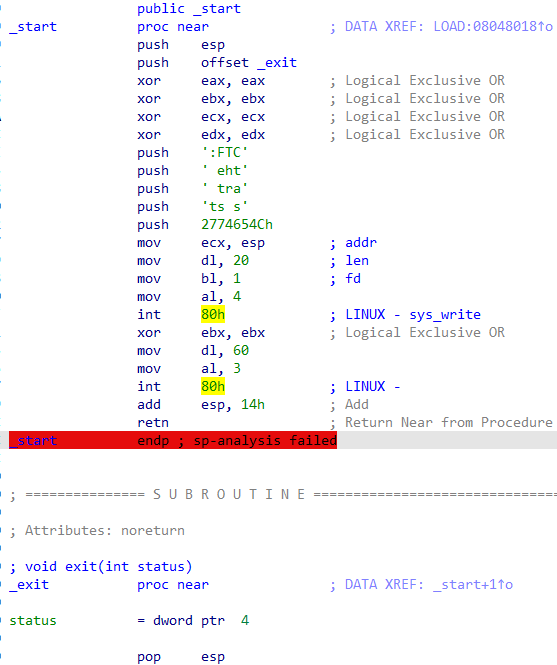 public _start
_start proc near ; DATA XREF: LOAD:08048018↑o
push esp
push offset _exit
xor eax, eax ; Logical Exclusive OR
xor ebx, ebx ; Logical Exclusive OR
xor ecx, ecx ; Logical Exclusive OR
xor edx, edx ; Logical Exclusive OR
push ':FTC'
push ' eht'
push ' tra'
push 'ts s'
push 2774654Ch
mov ecx, esp ; addr
mov dl, 20 ; len
mov bl, 1 ; fd
mov al, 4
int 80h ; LINUX - sys_write
xor ebx, ebx ; Logical Exclusive OR
mov dl, 60
mov al, 3
int 80h ; LINUX -
add esp, 14h ; Add
retn ; Return Near from Procedure
_start endp ; sp-analysis failed
; =============== S U B R O U T I N E ===============================
; Attributes: noreturn
; void exit(int status)
_exit proc near ; DATA XREF: _start+1↑o
status = dword ptr 4
pop esp